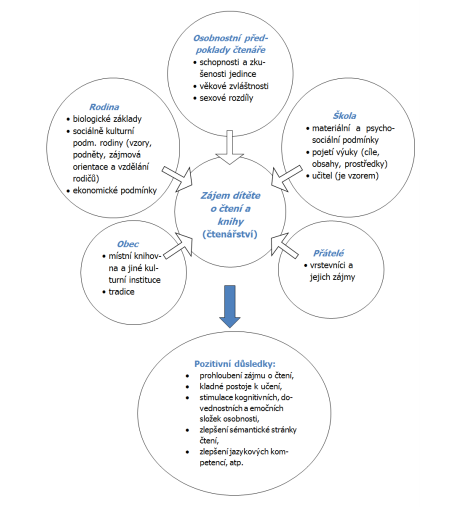 Osobnostní před-
poklady čtenáře
• schopnosti a zku-
šenosti jedince
• věkové zvláštnosti
• sexové rozdíly
Rodina
• biologické základy
• sociálně kulturní
podm. rodiny (vzory,
podněty, zájmová
orientace a vzdělání
rodičů)
• ekonomické podmínky
Škola
• materiální a psycho-
sociální podmínky
• pojetí výuky (cíle,
obsahy, prostředky)
• učitel (je vzorem)
Zájem dítěte
o čtení a
knihy
(čtenářství)
Obec
• místní knihov-
na a jiné kul-
turní instituce
• tradice
Přátelé
• vrstevníci a
jejich zájmy
Pozitivní důsledky:
• prohloubení zájmu o čtení,
• kladné postoje k učení,
• stimulace kognitivních, do-
vednostních a emočních
složek osobnosti,
• zlepšení sémantické stránky
čtení,
• zlepšení jazykových kom-
petencí, atp.